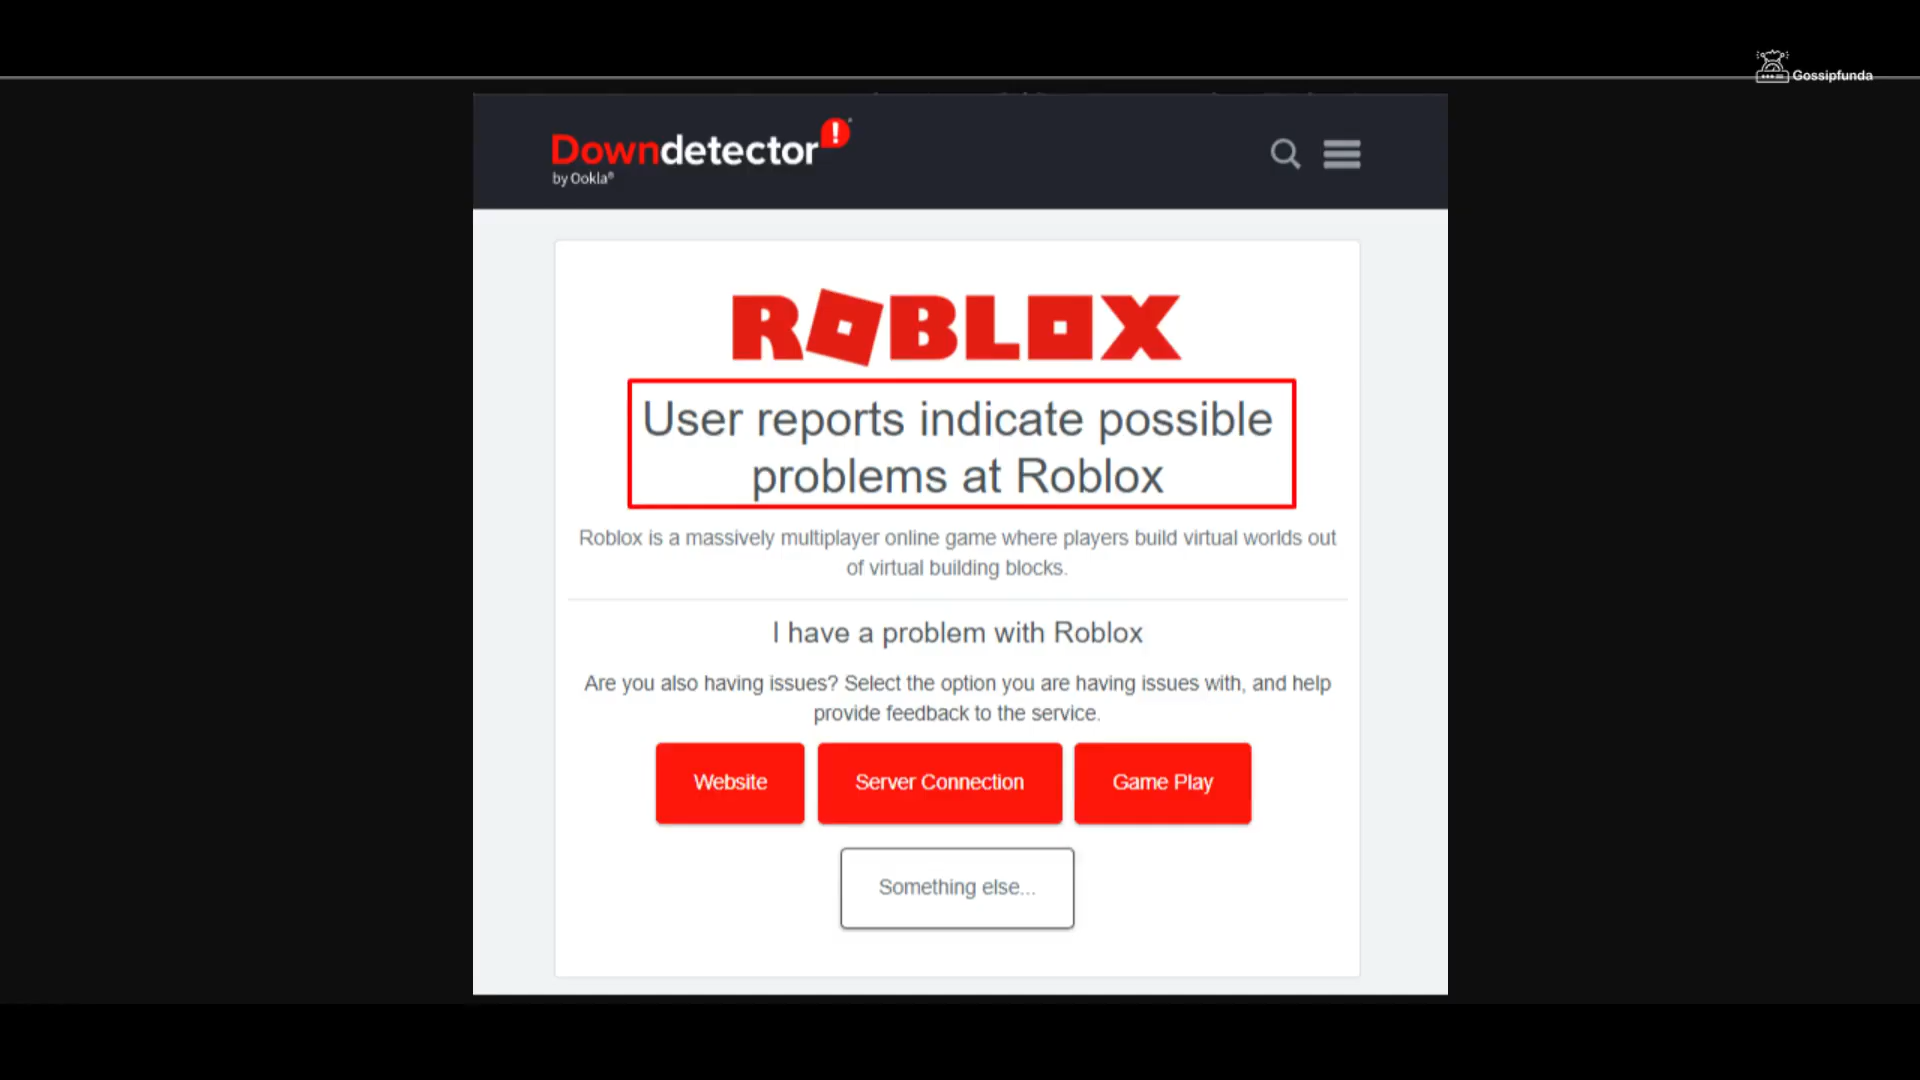 Gossipfunda
Downdetector
by Ookla®
ROBLOX
User reports indicate possible
problems at Roblox
Roblox is a massively multiplayer online game where players build virtual worlds out
of virtual building blocks.
I have a problem with Roblox
Are you also having issues? Select the option you are having issues with, and help
provide feedback to the service.
Website
Server Connection
Game Play
Something else...